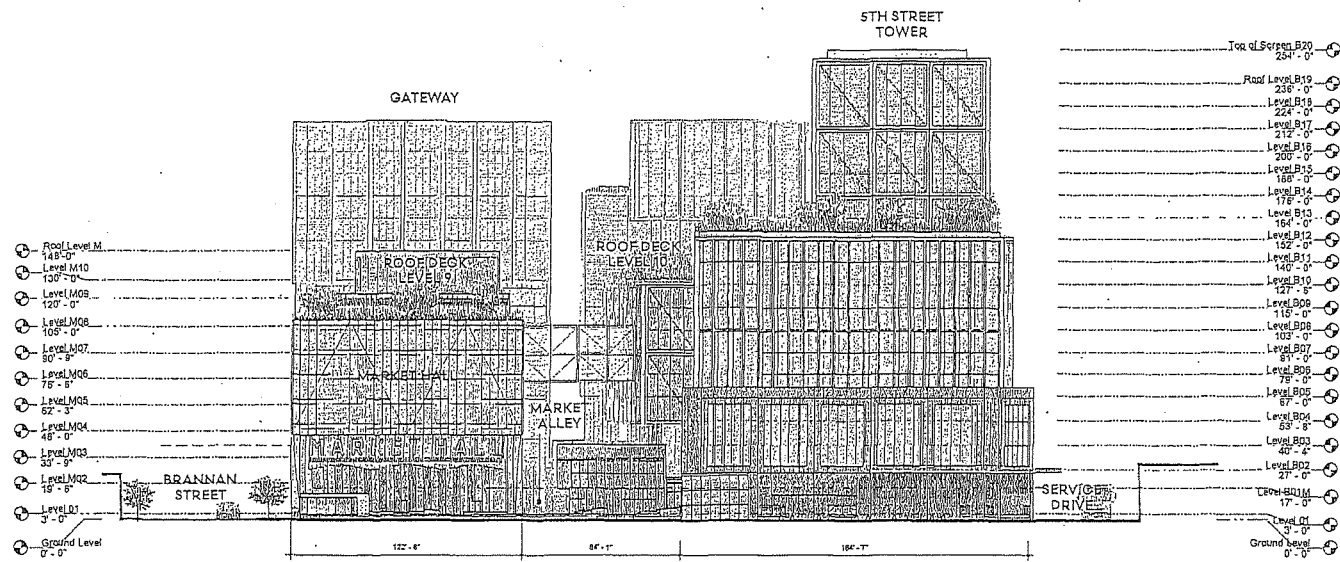 5TH STREET
TOWER
GATEWAY
Top of Screen B20
254' - 0"
Roof Level B19
236' - 0"
Level B18
224' - 0"
Level B17
212' - 0"
Level B16
200' - 0"
Level B15
188' - 0"
Level B14
176' - 0"
Level B13
164' - 0"
Level B12
152' - 0"
Level B11
140' - 0"
Level B10
127' - 6"
Level B09
115' - 0"
Level B08
103' - 0"
Level B07
91' - 0"
Level B06
79' - 0"
Level B05
67' - 0"
Level B04
53' - 8"
Level B03
40' - 4"
Level B02
27' - 0"
Level B01M
17' - 0"
Level 01
3' - 0"
Ground Level
0' - 0"
Roof Level M
148'-0"
Level M10
130' - 0"
Level M09
120' - 0"
Level M08
105' - 0"
Level M07
90' - 9"
Level M06
76' - 6"
Level M05
62' - 3"
Level M04
48' - 0"
Level M03
33' - 9"
Level M02
19' - 6"
Level 01
3' - 0"
Ground Level
0' - 0"
ROOF DECK
LEVEL 9
ROOF DECK
LEVEL 10
MARKET HALL
MARKET
ALLEY
MARKET HALL
BRANNAN
STREET
SERVICE
DRIVE
122' - 6"
84' - 1"
184' - 7"